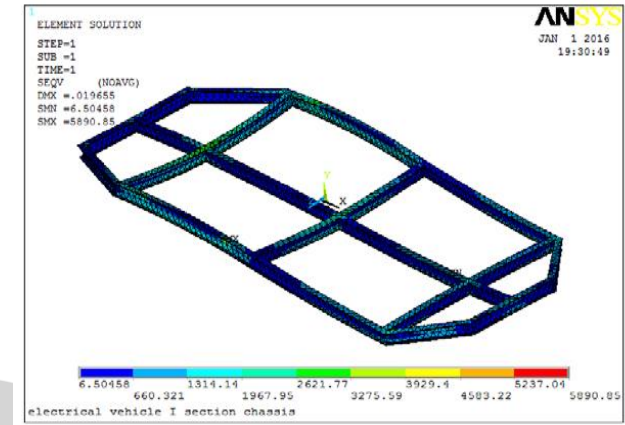 1
ELEMENT SOLUTION
STEP=1
SUB =1
TIME=1
SEQV (NOAVG)
DMX =.019655
SMN =6.50458
SMX =5890.85
ANSYS
JAN 1 2016
19:30:49
Y
X
6.50458 1314.14 2621.77 3929.4 5237.04
660.321 1967.95 3275.59 4583.22 5890.85
electrical vehicle I section chassis